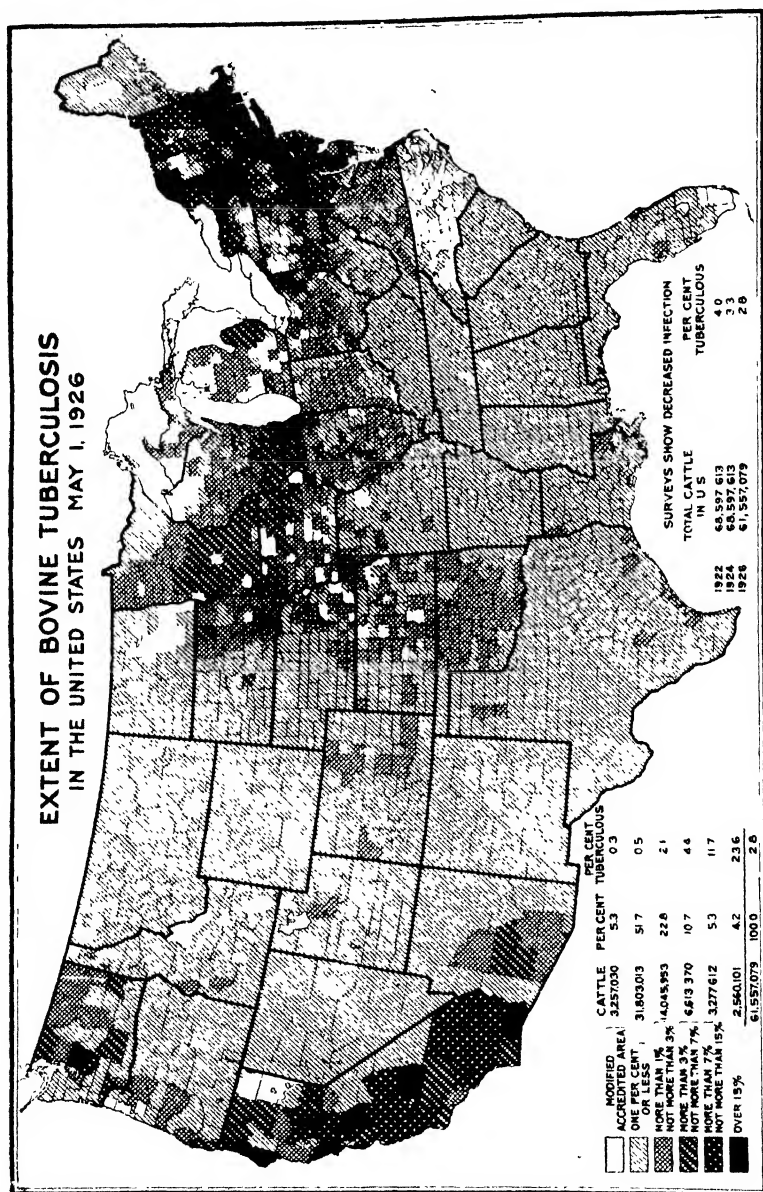 EXTENT OF BOVINE TUBERCULOSIS
IN THE UNITED STATES MAY 1, 1926
CATTLE PER CENT PER CENT TUBERCULOUS
MODIFIED ACCREDITED AREA 3,257,030 5.3 0.3
ONE PER CENT OR LESS 31,803,013 51.7 0.5
MORE THAN 1% NOT MORE THAN 3% 14,045,953 22.8 2.1
MORE THAN 3% NOT MORE THAN 7% 6,613,370 10.7 4.4
MORE THAN 7% NOT MORE THAN 15% 3,277,612 5.3 11.7
OVER 15% 2,560,101 4.2 23.6
61,557,079 100.0 2.8
SURVEYS SHOW DECREASED INFECTION
TOTAL CATTLE IN U S PER CENT TUBERCULOUS
1922 68,597,613 4.0
1924 68,597,613 3.3
1926 61,557,079 2.8